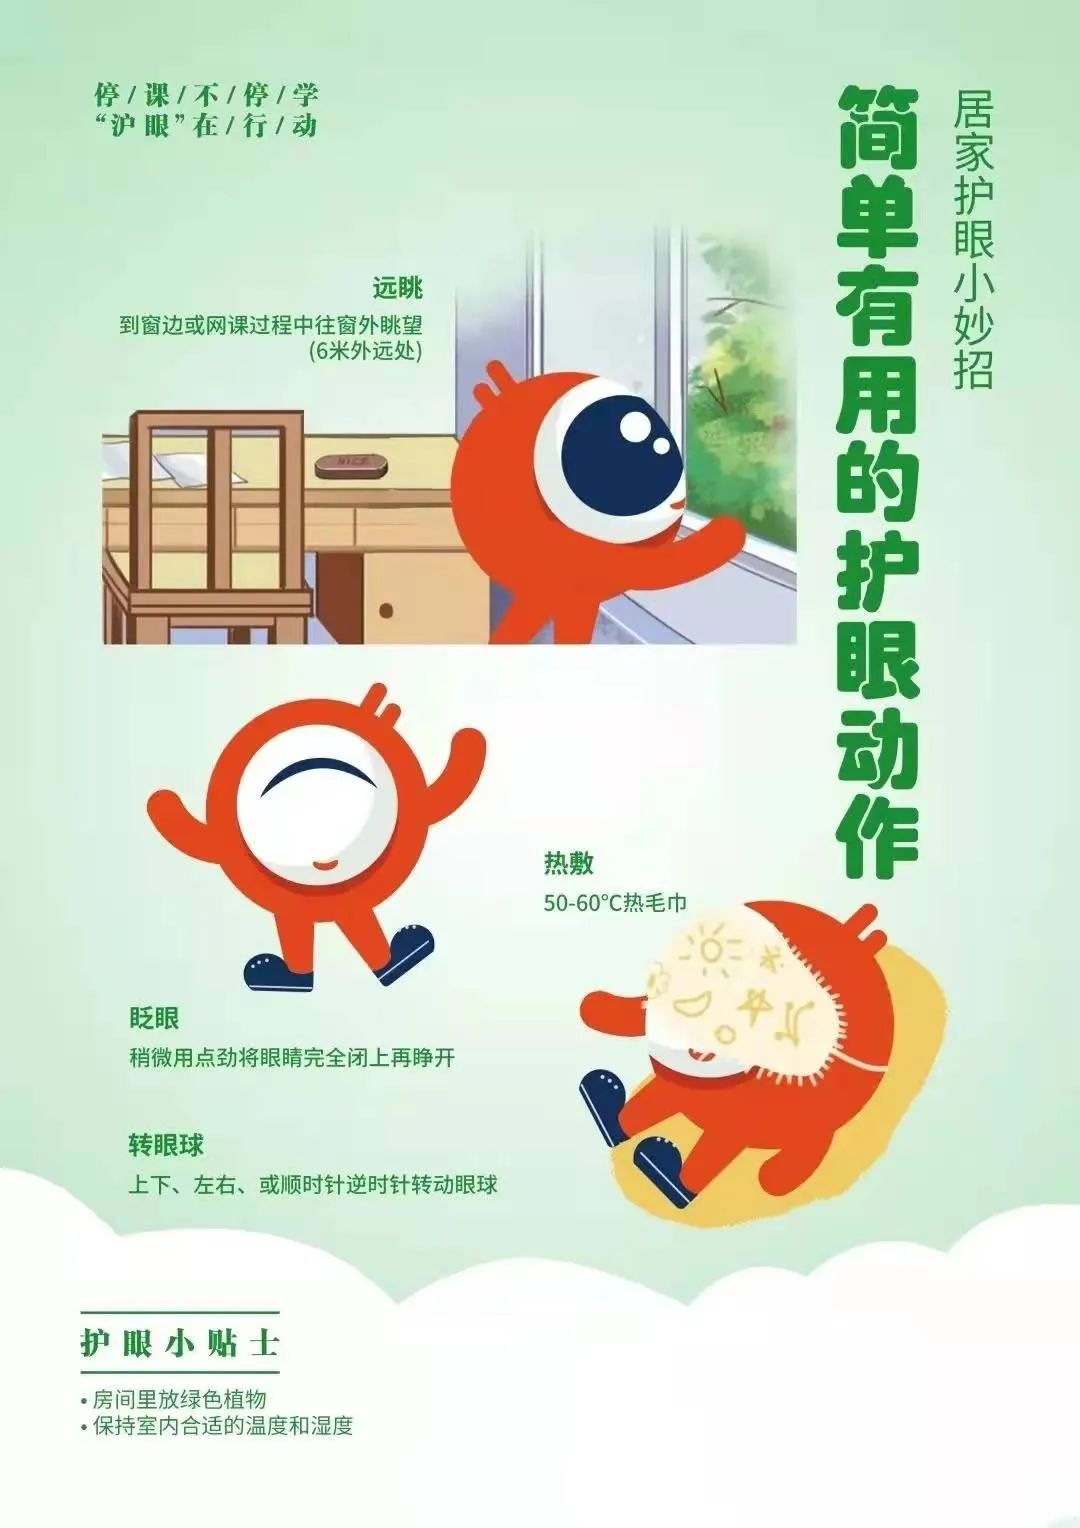 停/课/不/停/学
“沪眼”在/行/动
居家护眼小妙招
简单有用的护眼动作
远眺
到窗边或网课过程中往窗外眺望
(6米外远处)
NICE
热敷
50-60℃热毛巾
眨眼
稍微用点劲将眼睛完全闭上再睁开
转眼球
上下、左右、或顺时针逆时针转动眼球
护眼小贴士
• 房间里放绿色植物
• 保持室内合适的温度和湿度